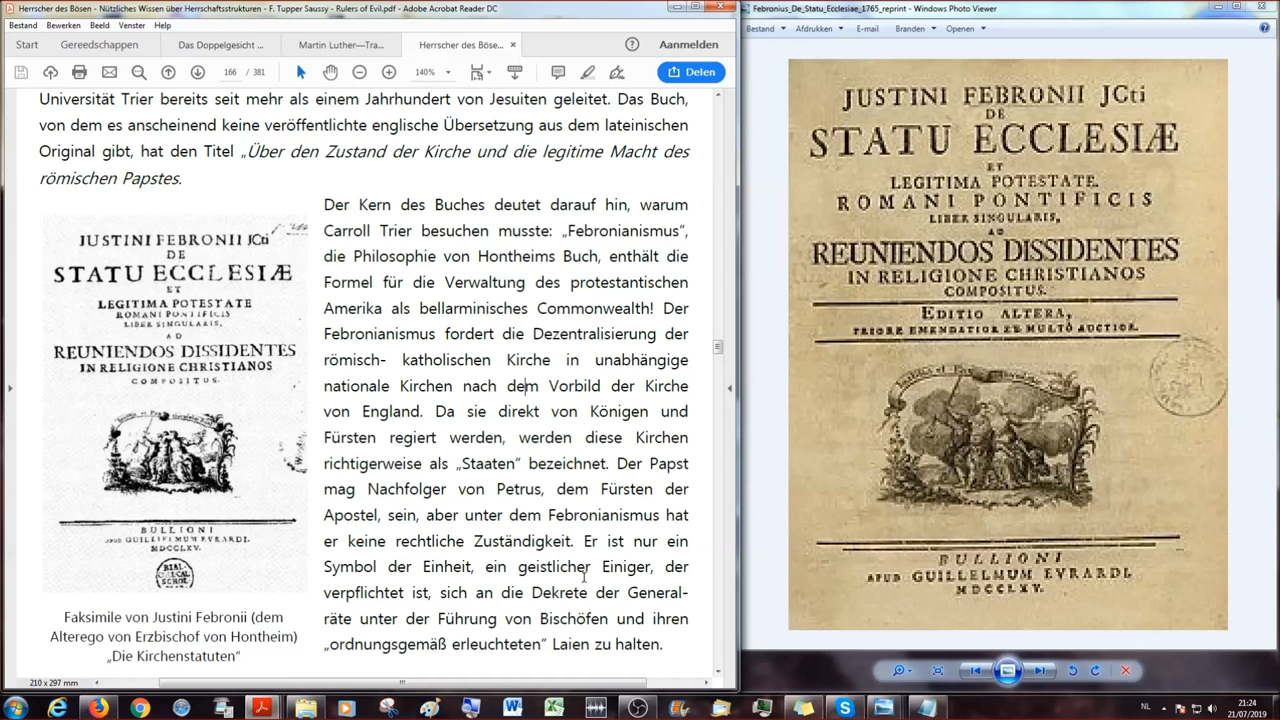 Herrscher des Bösen - Nützliches Wissen über Herrschaftsstrukturen - F. Tupper Saussy - Rulers of Evil.pdf - Adobe Acrobat Reader DC
Bestand Bewerken Beeld Venster Help
Start Gereedschappen Das Doppelgesicht ... Martin Luther—Tra... Herrscher des Böse... × Aanmelden
166 / 381 140% Delen
Universität Trier bereits seit mehr als einem Jahrhundert von Jesuiten geleitet. Das Buch,
von dem es anscheinend keine veröffentlichte englische Übersetzung aus dem lateinischen
Original gibt, hat den Titel „Über den Zustand der Kirche und die legitime Macht des
römischen Papstes.
JUSTINI FEBRONII JCti
DE
STATU ECCLESIÆ
ET
LEGITIMA POTESTATE
ROMANI PONTIFICIS
LIBER SINGULARIS,
AD
REUNIENDOS DISSIDENTES
IN RELIGIONE CHRISTIANOS
COMPOSITUS.
BULLIONI
APUD GUILLELMUM EVRARDI.
MDCCLXV.
Faksimile von Justini Febronii (dem
Alterego von Erzbischof von Hontheim)
„Die Kirchenstatuten“
Der Kern des Buches deutet darauf hin, warum
Carroll Trier besuchen musste: „Febronianismus“,
die Philosophie von Hontheims Buch, enthält die
Formel für die Verwaltung des protestantischen
Amerika als bellarminisches Commonwealth! Der
Febronianismus fordert die Dezentralisierung der
römisch- katholischen Kirche in unabhängige
nationale Kirchen nach dem Vorbild der Kirche
von England. Da sie direkt von Königen und
Fürsten regiert werden, werden diese Kirchen
richtigerweise als „Staaten“ bezeichnet. Der Papst
mag Nachfolger von Petrus, dem Fürsten der
Apostel, sein, aber unter dem Febronianismus hat
er keine rechtliche Zuständigkeit. Er ist nur ein
Symbol der Einheit, ein geistlicher Einiger, der
verpflichtet ist, sich an die Dekrete der General-
räte unter der Führung von Bischöfen und ihren
„ordnungsgemäß erleuchteten“ Laien zu halten.
210 x 297 mm
Febronius_De_Statu_Ecclesiae_1765_reprint - Windows Photo Viewer
Bestand Afdrukken E-mail Branden Openen
JUSTINI FEBRONII JCti
DE
STATU ECCLESIÆ
ET
LEGITIMA POTESTATE
ROMANI PONTIFICIS
LIBER SINGULARIS,
AD
REUNIENDOS DISSIDENTES
IN RELIGIONE CHRISTIANOS
COMPOSITUS.
EDITIO ALTERA,
PRIORE EMENDATIOR ET MULTÒ AUCTIOR.
BULLIONI
APUD GUILLELMUM EVRARDI.
MDCCLXV.
NL 21:24
21/07/2019